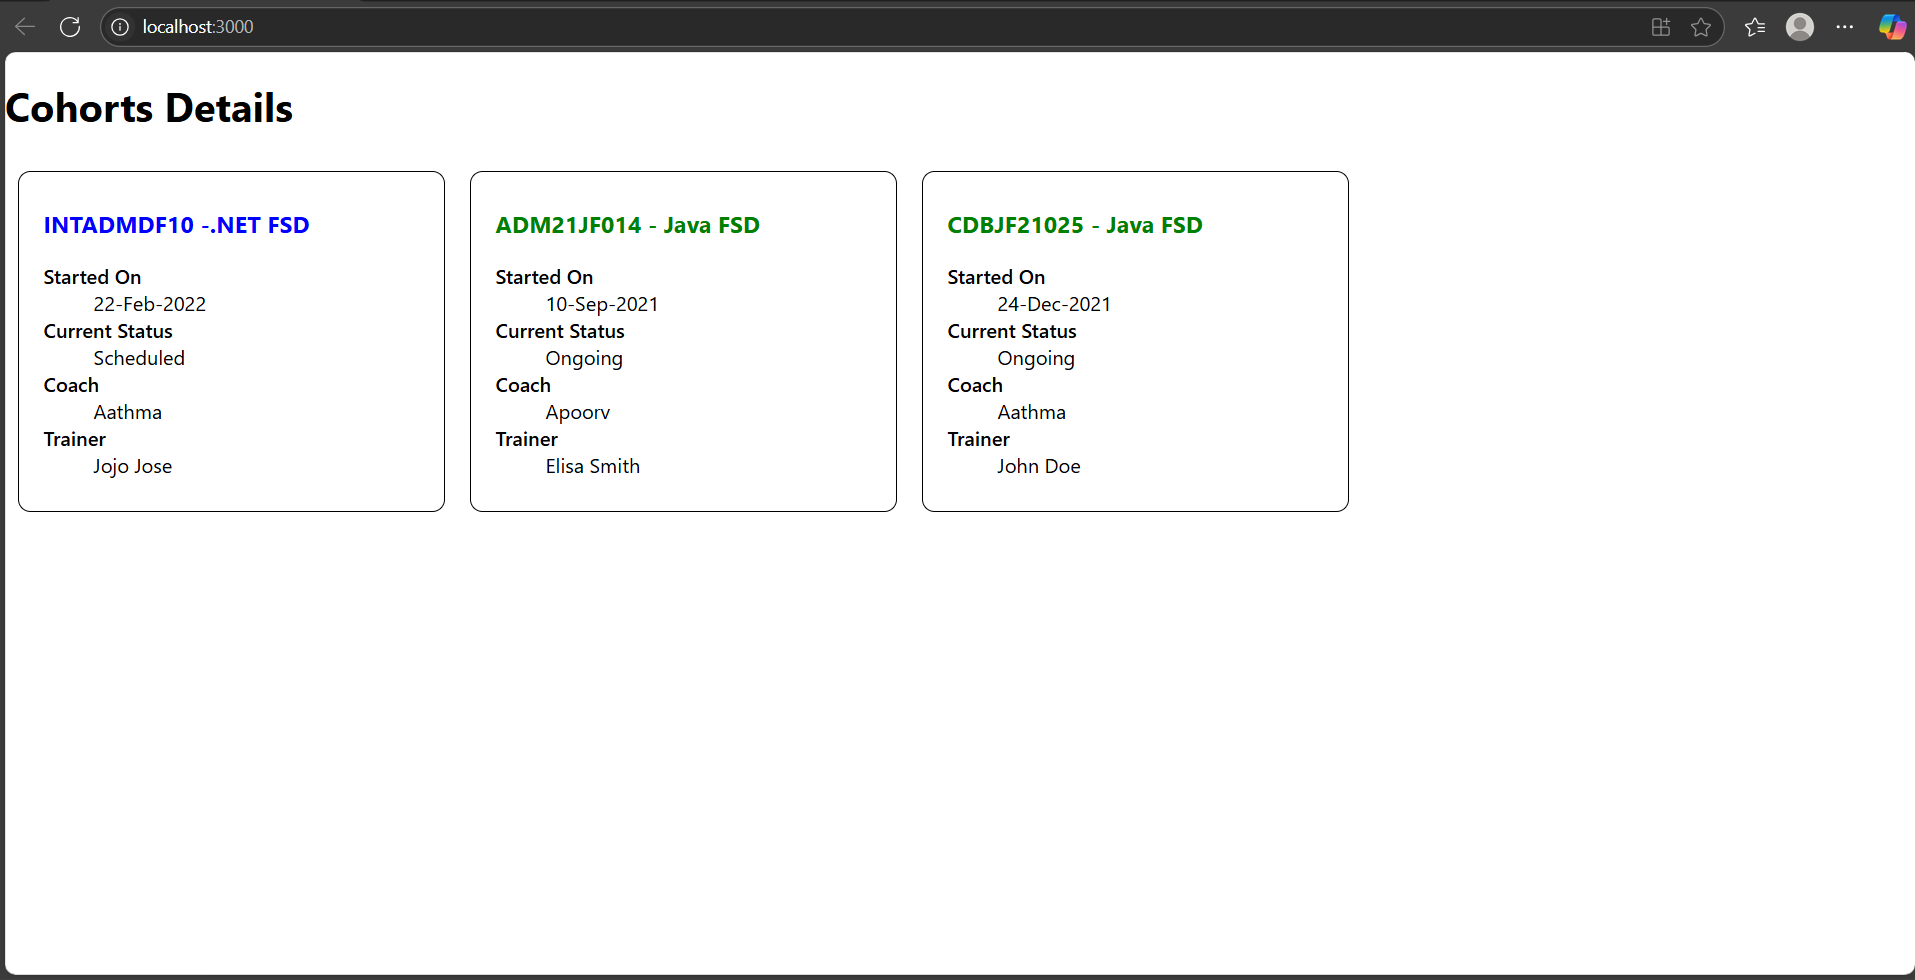 localhost:3000
Cohorts Details
INTADMDF10 -.NET FSD
Started On
22-Feb-2022
Current Status
Scheduled
Coach
Aathma
Trainer
Jojo Jose
ADM21JF014 - Java FSD
Started On
10-Sep-2021
Current Status
Ongoing
Coach
Apoorv
Trainer
Elisa Smith
CDBJF21025 - Java FSD
Started On
24-Dec-2021
Current Status
Ongoing
Coach
Aathma
Trainer
John Doe